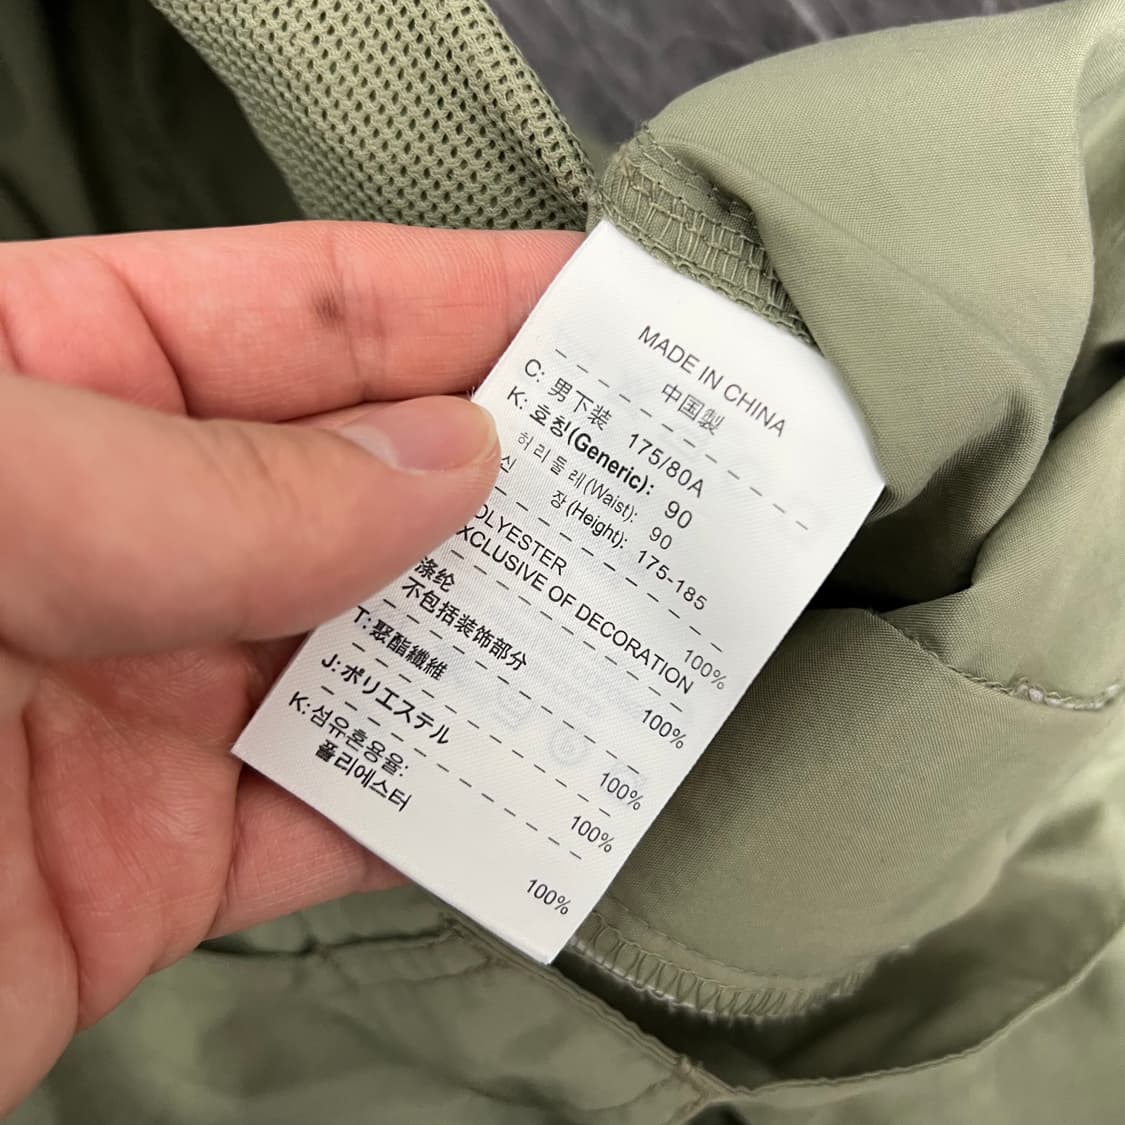 MADE IN CHINA
中国製
C: 男下装 175/80A
K: 호칭(Generic): 90
허리둘레(Waist): 90
신 장(Height): 175-185
OLYESTER 100%
XCLUSIVE OF DECORATION
涤纶 100%
不包括装饰部分
T: 聚酯纖維 100%
J: ポリエステル 100%
K: 섬유혼용율:
폴리에스터 100%